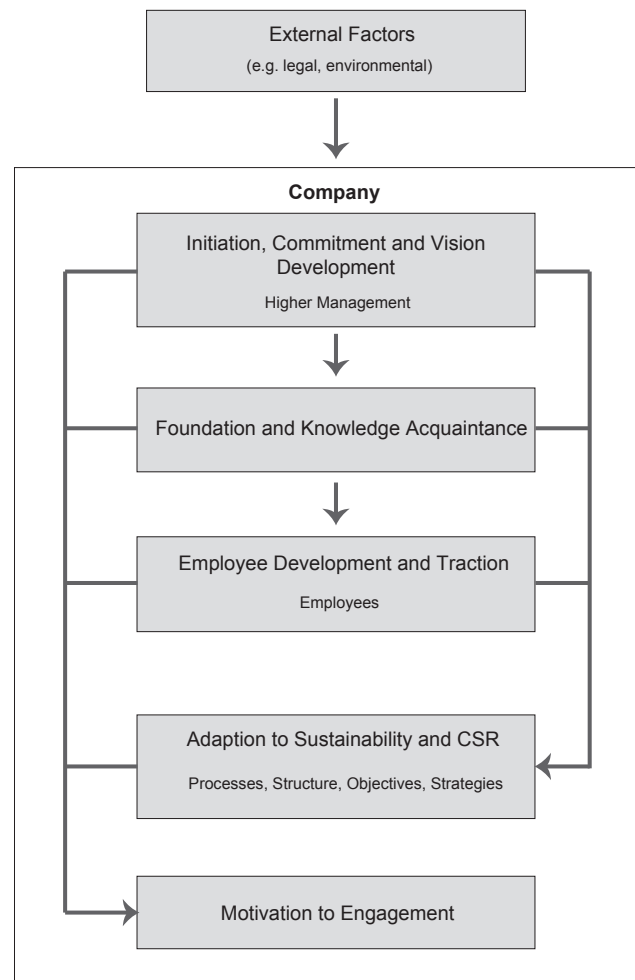 External Factors
(e.g. legal, environmental)
Company
Initiation, Commitment and Vision
Development
Higher Management
Foundation and Knowledge Acquaintance
Employee Development and Traction
Employees
Adaption to Sustainability and CSR
Processes, Structure, Objectives, Strategies
Motivation to Engagement